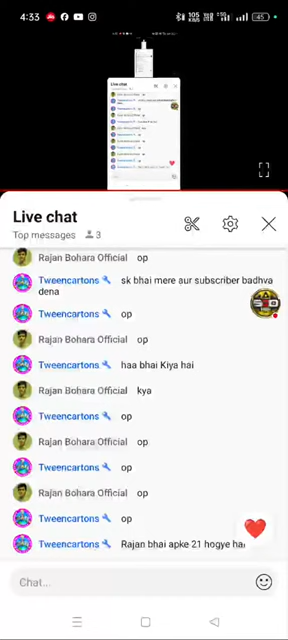 4:33
45
Live chat
Top messages 3
Rajan Bohara Official op
Tweencartons sk bhai mere aur subscriber badhva
dena
Tweencartons op
Rajan Bohara Official op
Tweencartons haa bhai Kiya hai
Rajan Bohara Official kya
Tweencartons op
Rajan Bohara Official op
Tweencartons op
Rajan Bohara Official op
Tweencartons op
Tweencartons Rajan bhai apke 21 hogye hai
Chat...